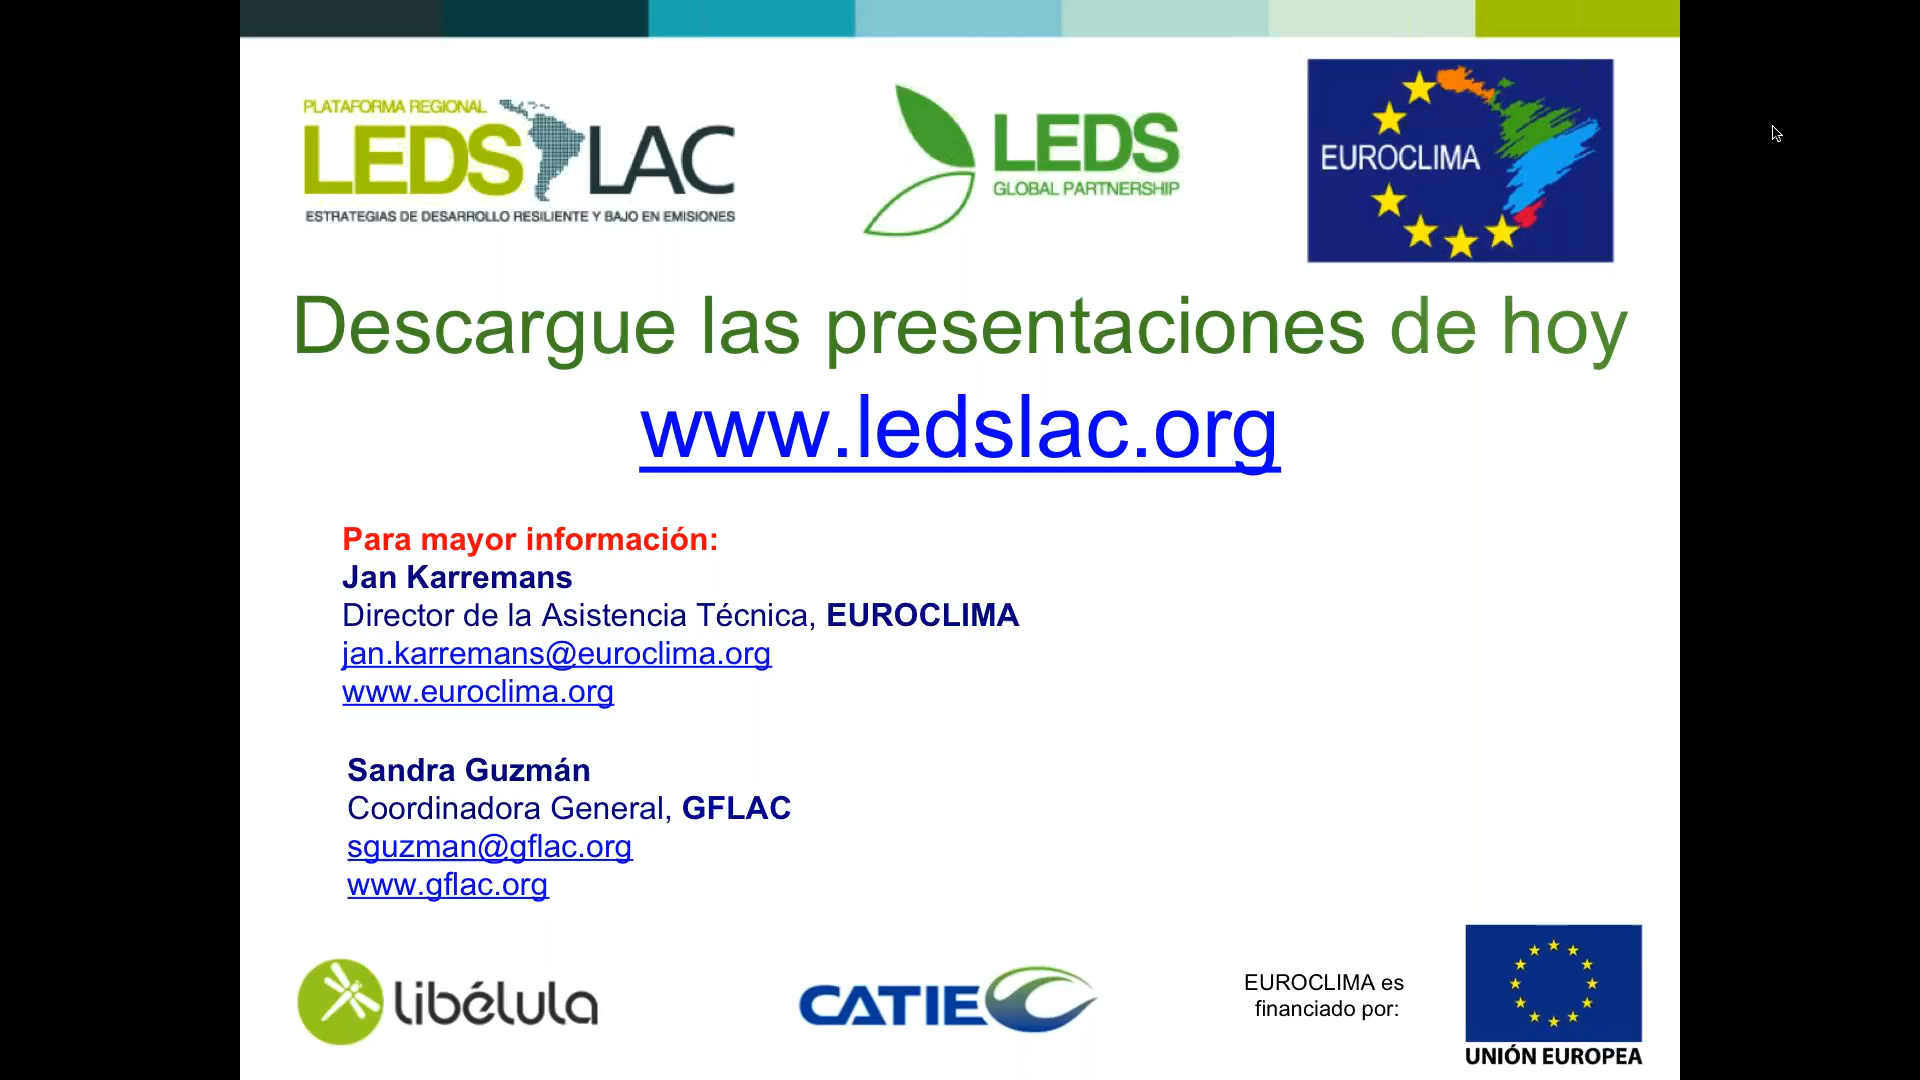 PLATAFORMA REGIONAL
LEDS LAC
ESTRATEGIAS DE DESARROLLO RESILIENTE Y BAJO EN EMISIONES
LEDS
GLOBAL PARTNERSHIP
EUROCLIMA
Descargue las presentaciones de hoy
www.ledslac.org
Para mayor información:
Jan Karremans
Director de la Asistencia Técnica, EUROCLIMA
jan.karremans@euroclima.org
www.euroclima.org
Sandra Guzmán
Coordinadora General, GFLAC
sguzman@gflac.org
www.gflac.org
libélula
CATIE
EUROCLIMA es
financiado por:
UNIÓN EUROPEA